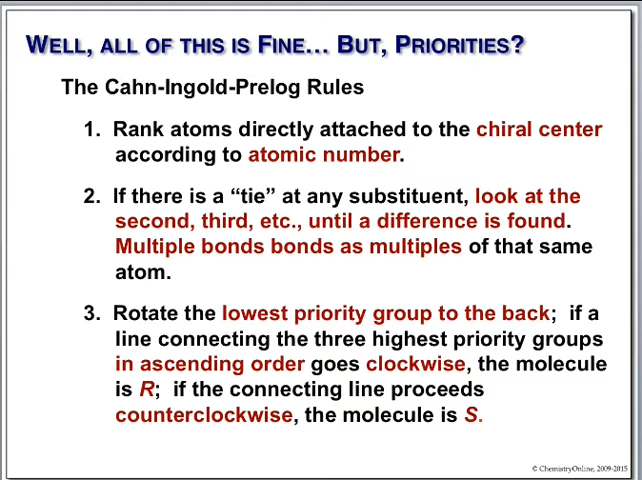 WELL, ALL OF THIS IS FINE... BUT, PRIORITIES?
The Cahn-Ingold-Prelog Rules
1. Rank atoms directly attached to the chiral center
according to atomic number.
2. If there is a “tie” at any substituent, look at the
second, third, etc., until a difference is found.
Multiple bonds bonds as multiples of that same
atom.
3. Rotate the lowest priority group to the back; if a
line connecting the three highest priority groups
in ascending order goes clockwise, the molecule
is R; if the connecting line proceeds
counterclockwise, the molecule is S.
© ChemistryOnline, 2009-2015